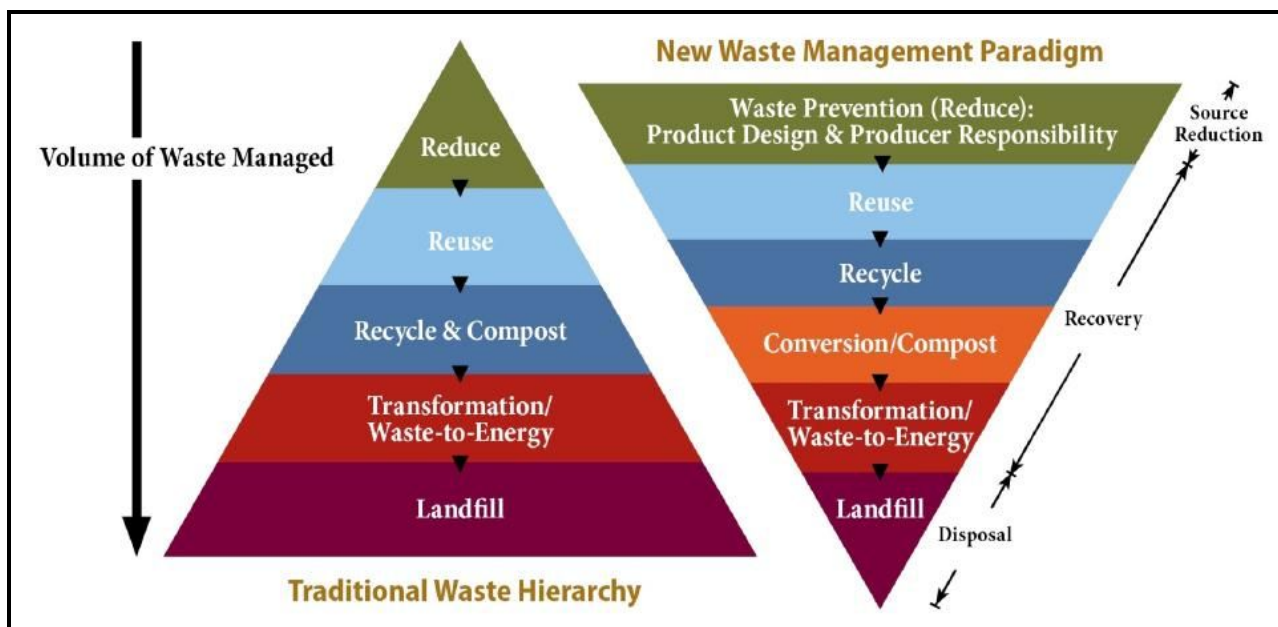 Volume of Waste Managed
Reduce
Reuse
Recycle & Compost
Transformation/
Waste-to-Energy
Landfill
Traditional Waste Hierarchy
New Waste Management Paradigm
Waste Prevention (Reduce):
Product Design & Producer Responsibility
Reuse
Recycle
Conversion/Compost
Transformation/
Waste-to-Energy
Landfill
Source
Reduction
Recovery
Disposal